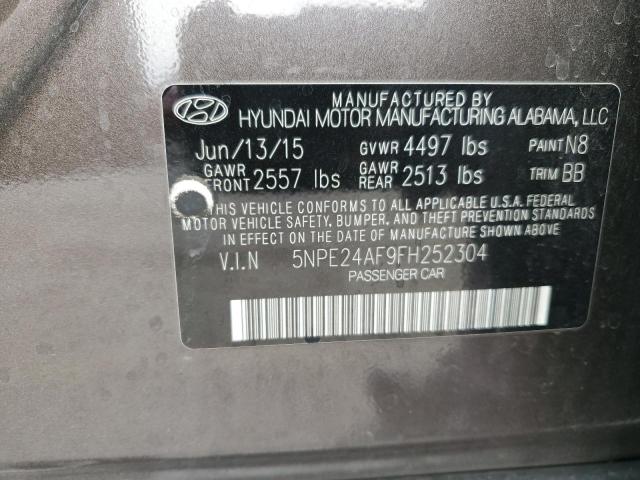 MANUFACTURED BY
HYUNDAI MOTOR MANUFACTURING ALABAMA, LLC
Jun/13/15 GVWR 4497 lbs PAINT N8
GAWR FRONT 2557 lbs GAWR REAR 2513 lbs TRIM BB
THIS VEHICLE CONFORMS TO ALL APPLICABLE U.S.A. FEDERAL
MOTOR VEHICLE SAFETY, BUMPER, AND THEFT PREVENTION
STANDARDS IN EFFECT ON THE DATE OF MANUFACTURE SHOWN ABOVE.
V.I.N 5NPE24AF9FH252304
PASSENGER CAR